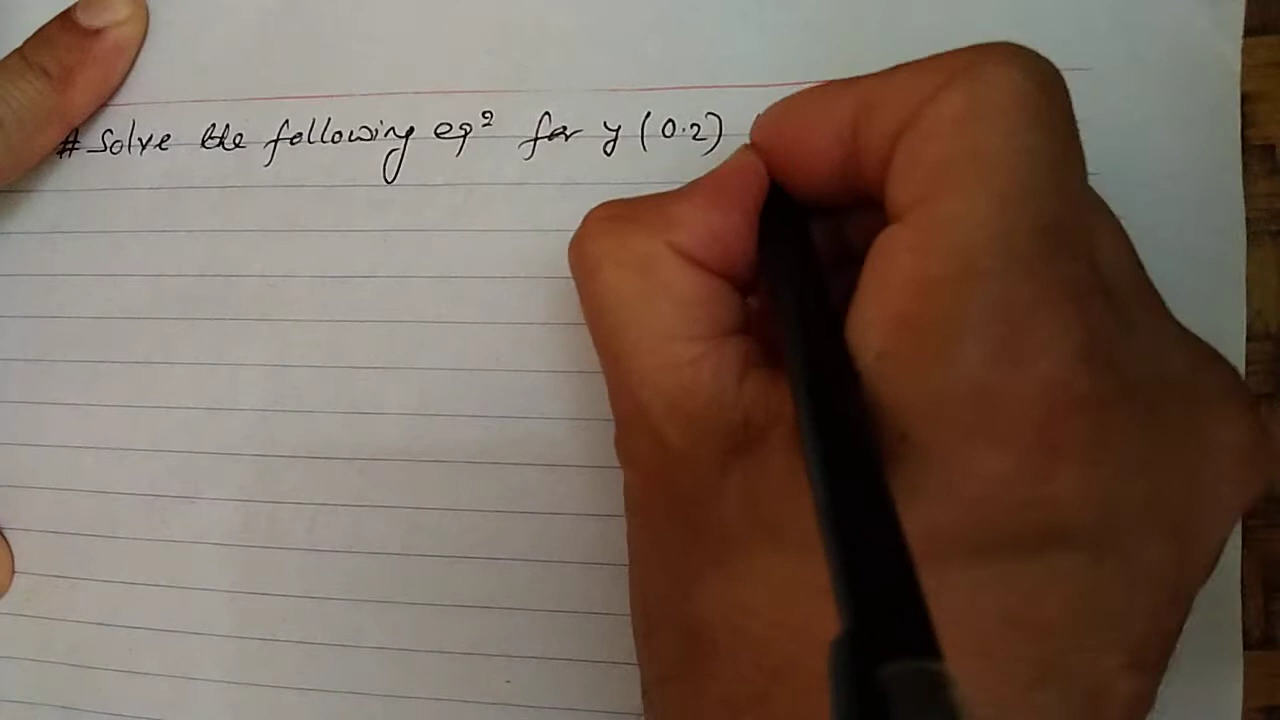 # Solve the following eqⁿ for y (0.2)